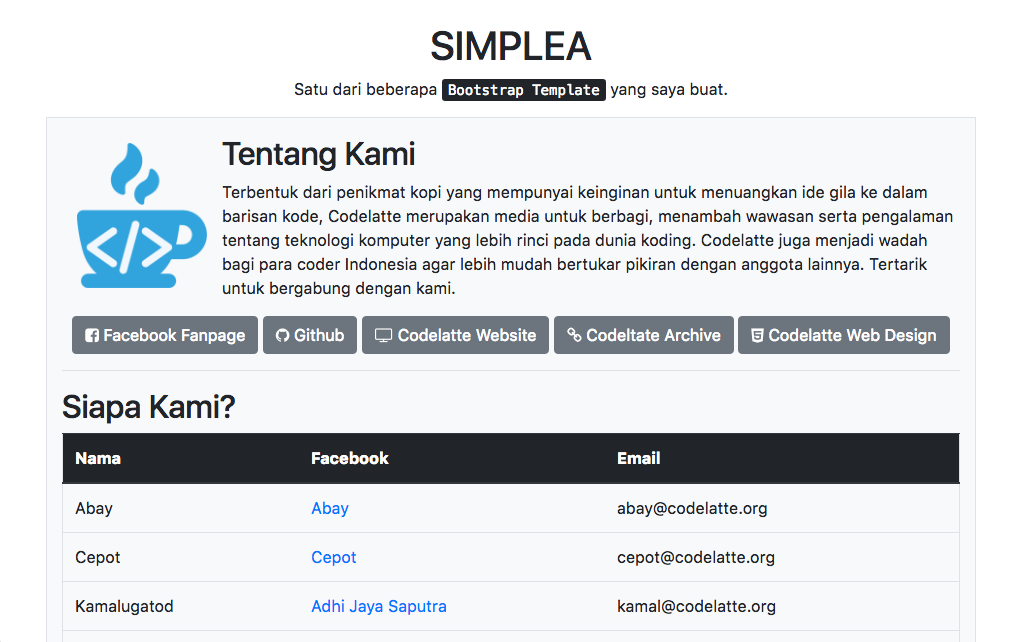 SIMPLEA
Satu dari beberapa Bootstrap Template yang saya buat.
Tentang Kami
Terbentuk dari penikmat kopi yang mempunyai keinginan untuk menuangkan ide gila ke dalam
barisan kode, Codelatte merupakan media untuk berbagi, menambah wawasan serta pengalaman
tentang teknologi komputer yang lebih rinci pada dunia koding. Codelatte juga menjadi wadah
bagi para coder Indonesia agar lebih mudah bertukar pikiran dengan anggota lainnya. Tertarik
untuk bergabung dengan kami.
Facebook Fanpage Github Codelatte Website Codeltate Archive Codelatte Web Design
Siapa Kami?
Nama Facebook Email
Abay Abay abay@codelatte.org
Cepot Cepot cepot@codelatte.org
Kamalugatod Adhi Jaya Saputra kamal@codelatte.org